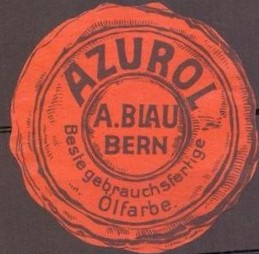 AZUROL
A.BLAU
BERN
Beste gebrauchsfertige
Ölfarbe.